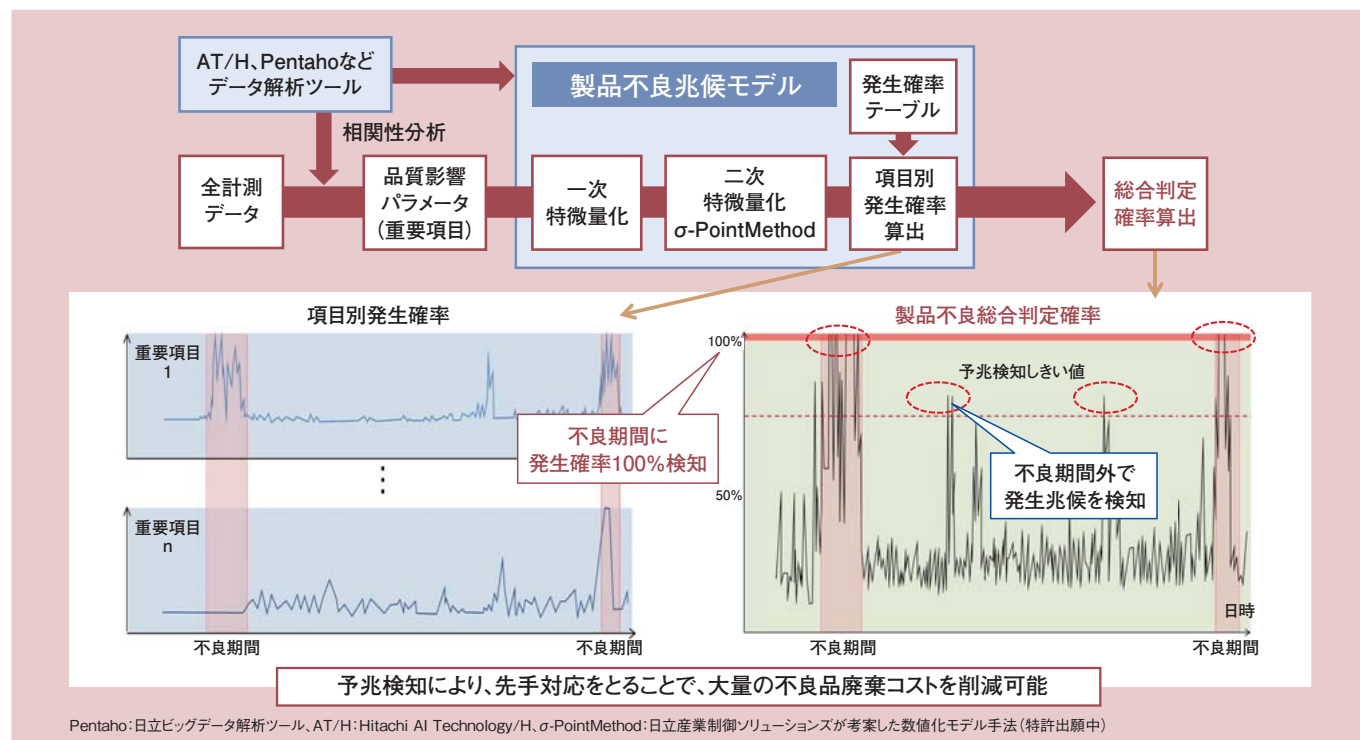 AT/H、Pentahoなど
データ解析ツール
製品不良兆候モデル
発生確率
テーブル
相関性分析
全計測
データ
品質影響
パラメータ
(重要項目)
一次
特微量化
二次
特微量化
σ-PointMethod
項目別
発生確率
算出
総合判定
確率算出
項目別発生確率
重要項目
1
重要項目
n
不良期間
不良期間
不良期間に
発生確率100%検知
製品不良総合判定確率
100%
予兆検知しきい値
不良期間外で
発生兆候を検知
50%
日時
不良期間
不良期間
予兆検知により、先手対応をとることで、大量の不良品廃棄コストを削減可能
Pentaho:日立ビッグデータ解析ツール、AT/H:Hitachi AI Technology/H、σ-PointMethod:日立産業制御ソリューションズが考案した数値化モデル手法(特許出願中)